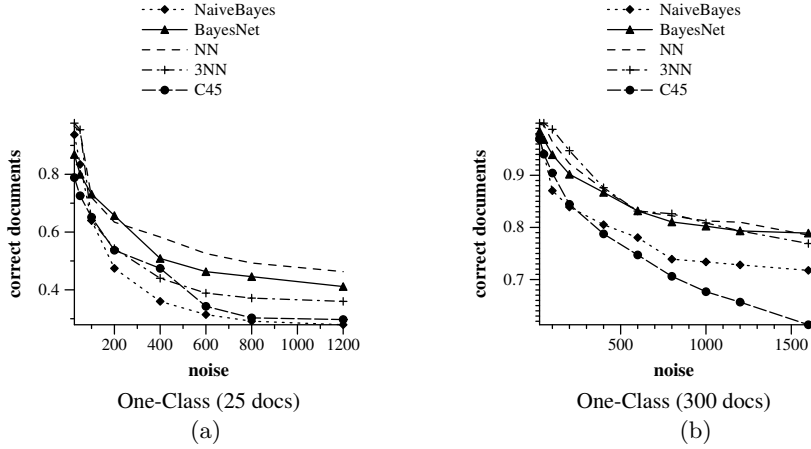 NaiveBayes
BayesNet
NN
3NN
C45
0.8
0.6
0.4
correct documents
200 400 600 800 1000 1200
noise
One-Class (25 docs)
(a)
NaiveBayes
BayesNet
NN
3NN
C45
1.0
0.9
0.8
0.7
correct documents
500 1000 1500
noise
One-Class (300 docs)
(b)